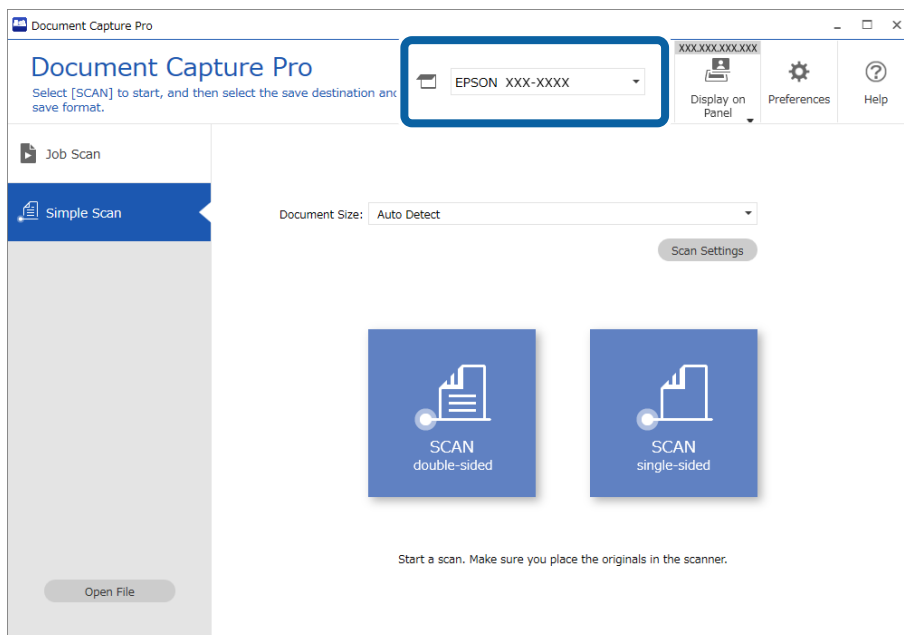 Document Capture Pro
Document Capture Pro
Select [SCAN] to start, and then select the save destination and
save format.
EPSON XXX-XXXX
XXX.XXX.XXX.XXX
Display on
Panel
Preferences
Help
Job Scan
Simple Scan
Document Size:
Auto Detect
Scan Settings
SCAN
double-sided
SCAN
single-sided
Start a scan. Make sure you place the originals in the scanner.
Open File